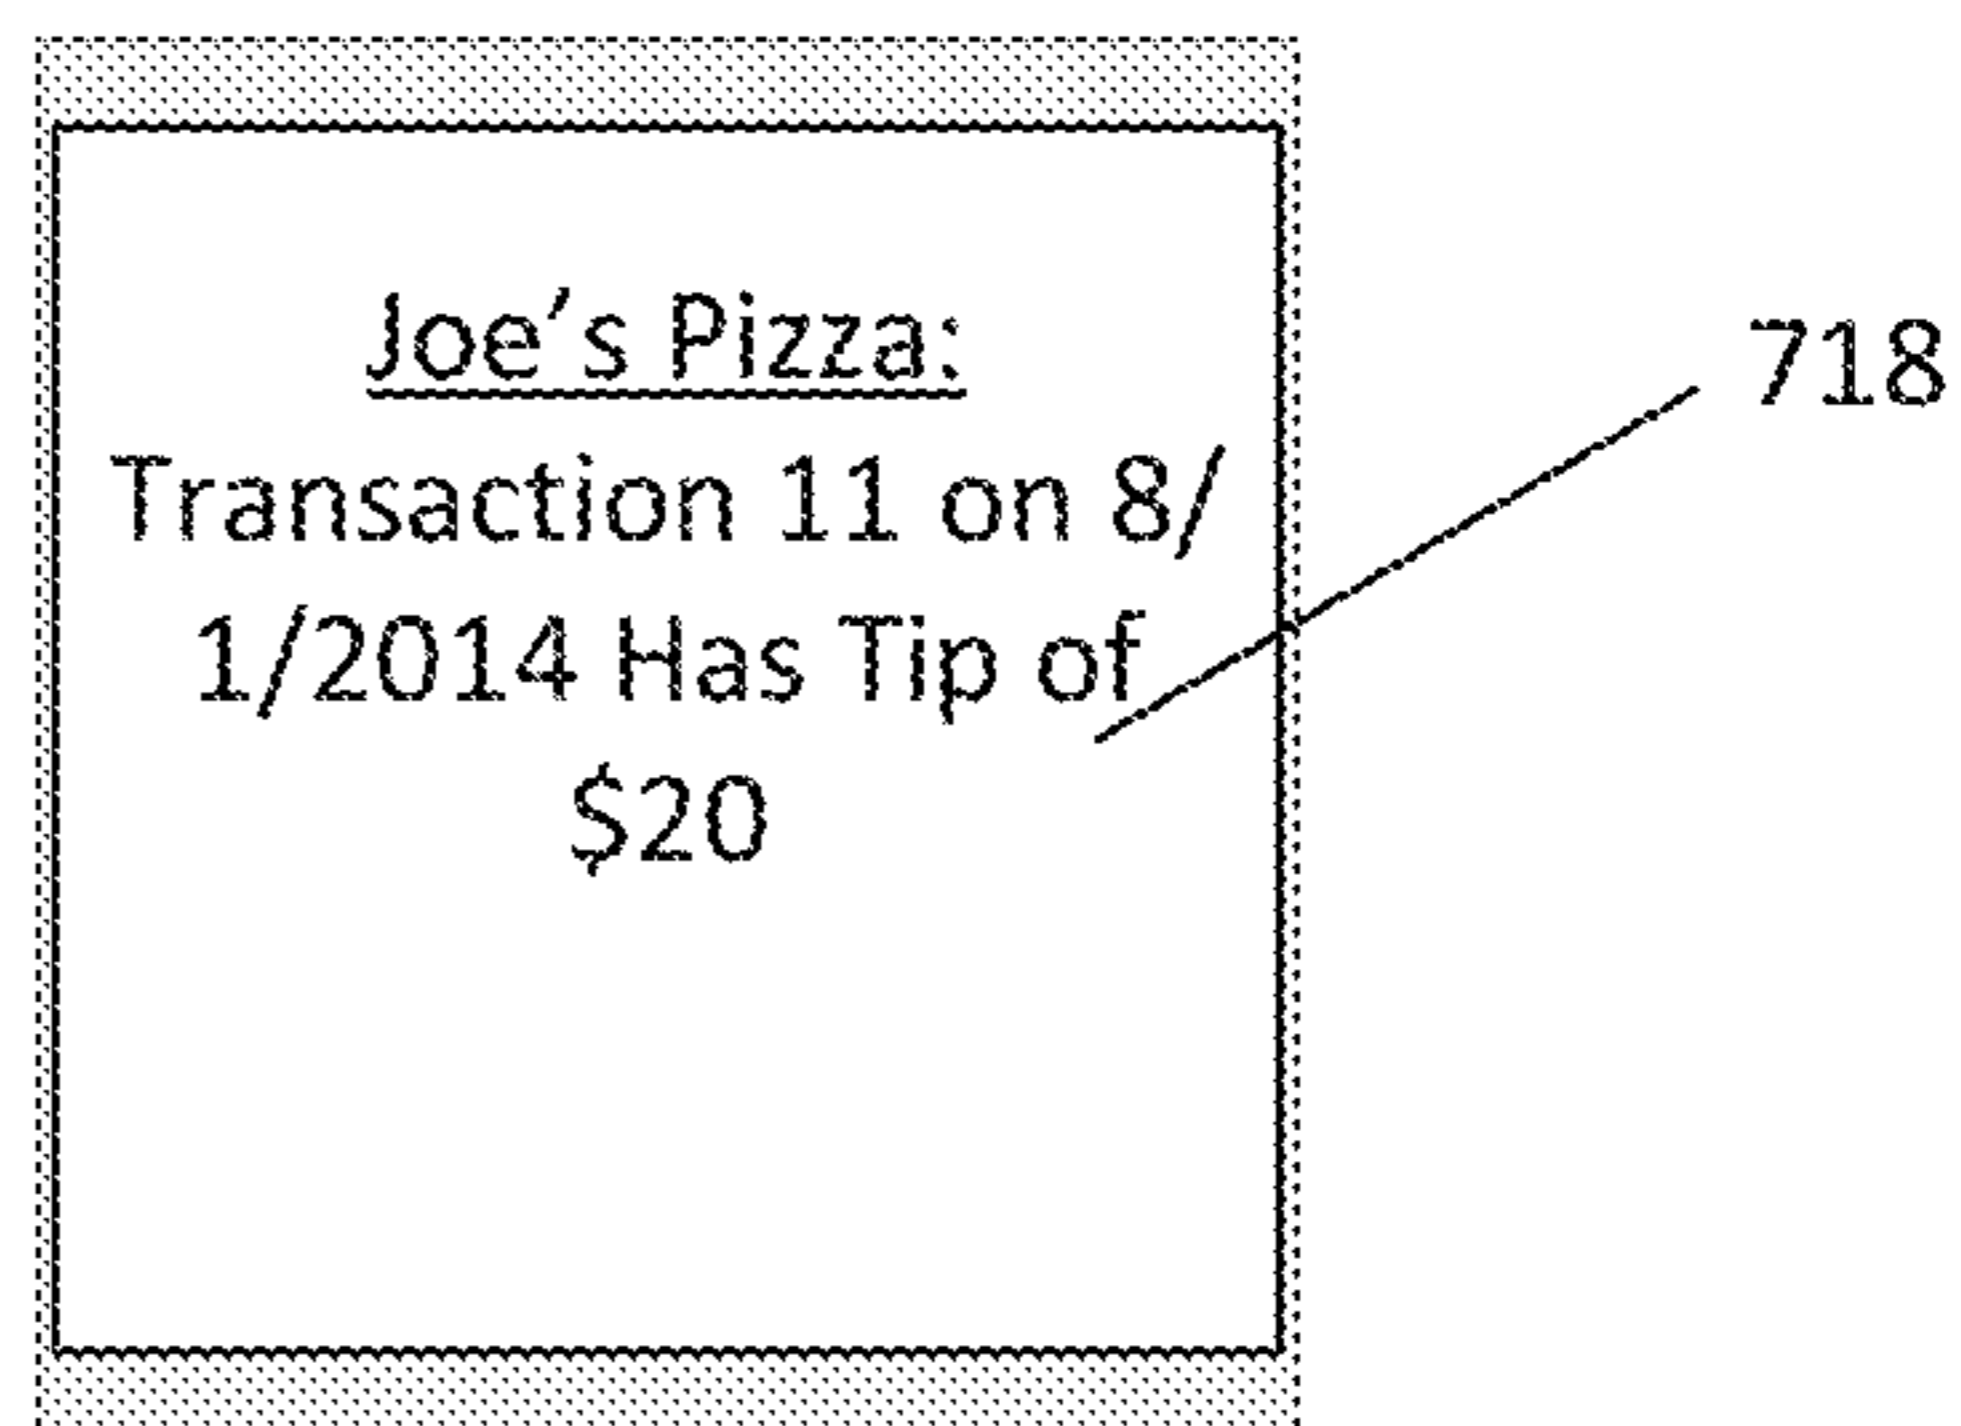 Joe's Pizza:
Transaction 11 on 8/
1/2014 Has Tip of
$20
718